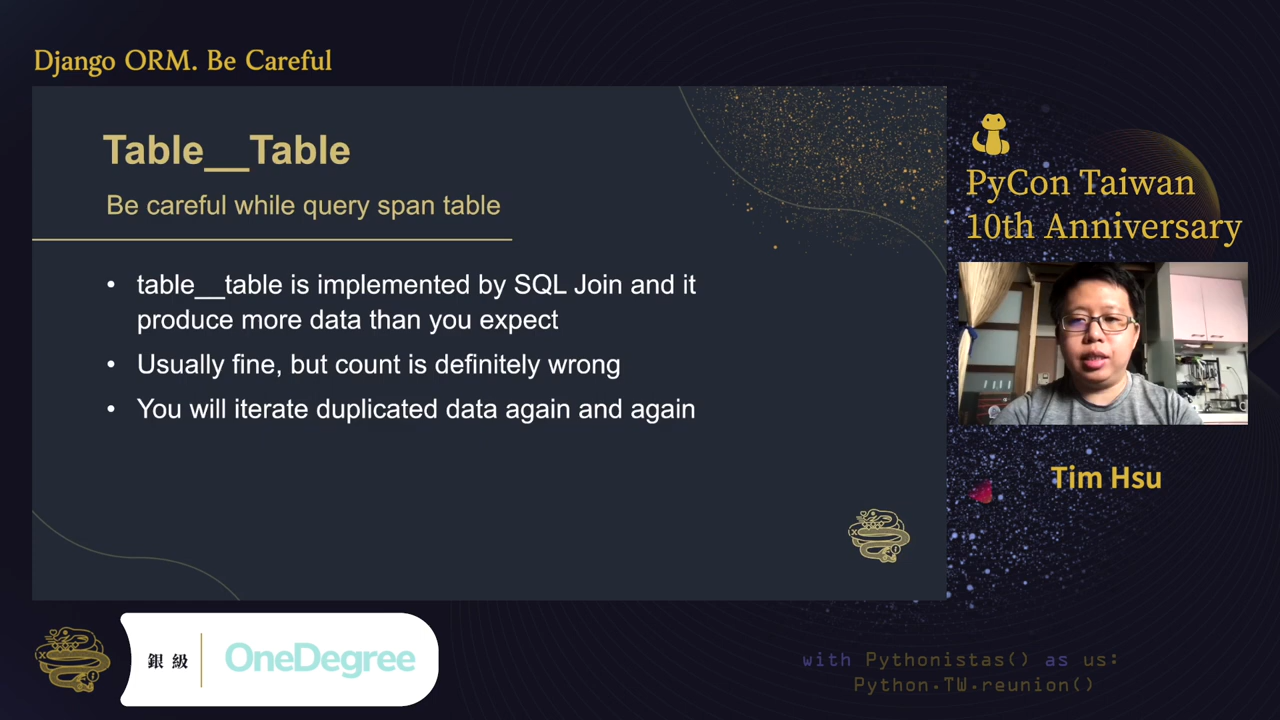 Django ORM. Be Careful
Table__Table
Be careful while query span table
• table__table is implemented by SQL Join and it
produce more data than you expect
• Usually fine, but count is definitely wrong
• You will iterate duplicated data again and again
PyCon Taiwan
10th Anniversary
Tim Hsu
銀級
OneDegree
with Pythonistas() as us:
Python.TW.reunion()